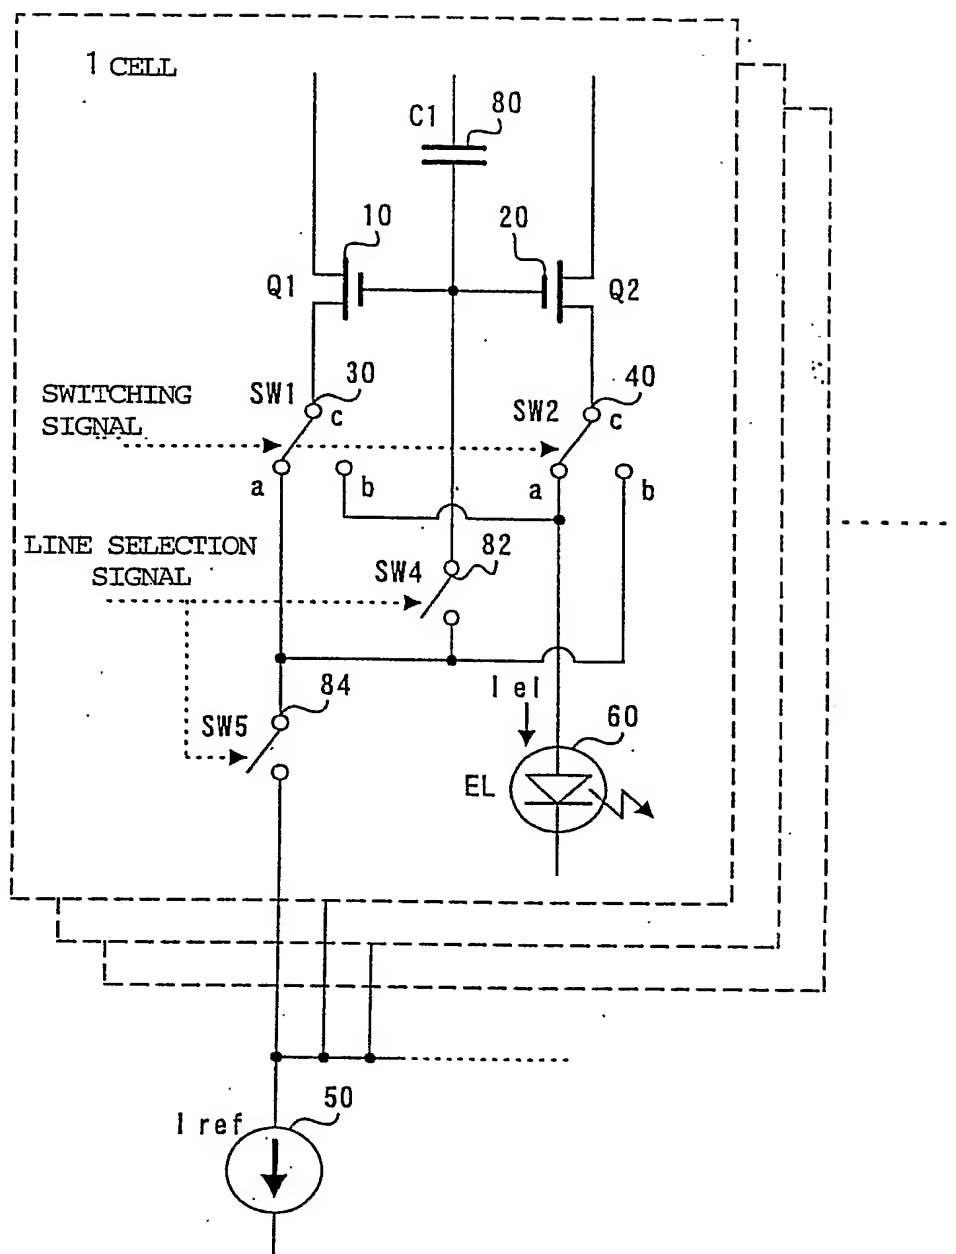 1 CELL
C1
80
10
20
Q1
Q2
30
40
SW1
SW2
c
c
SWITCHING
SIGNAL
a
b
a
b
LINE SELECTION
SIGNAL
82
SW4
84
I el
SW5
60
EL
50
I ref